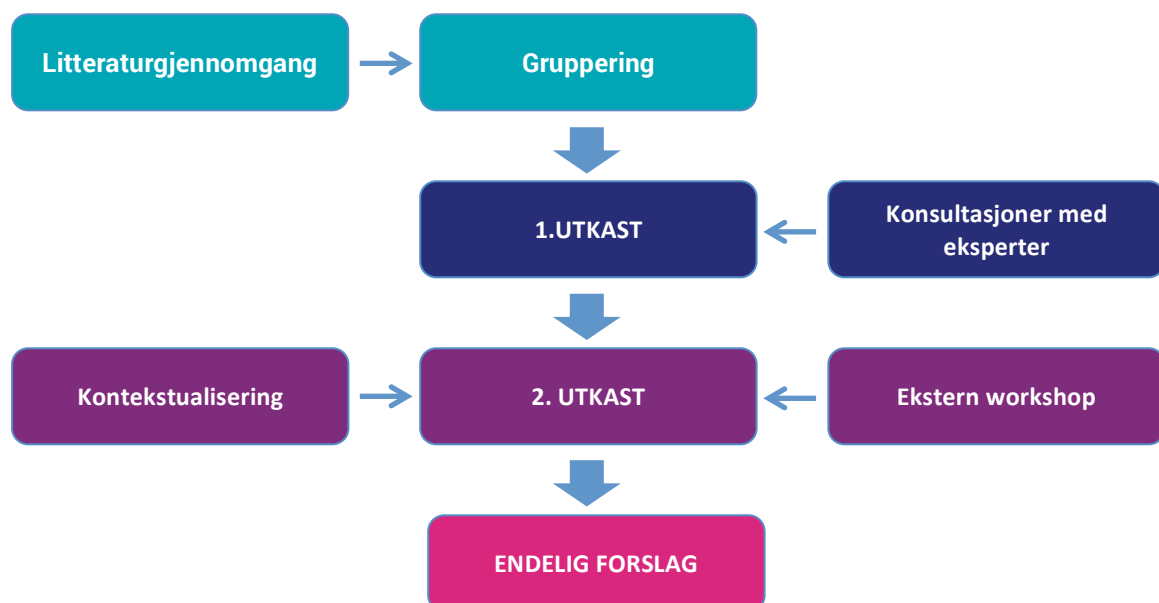 Litteraturgjennomgang
Gruppering
1.UTKAST
Konsultasjoner med
eksperter
Kontekstualisering
2. UTKAST
Ekstern workshop
ENDELIG FORSLAG